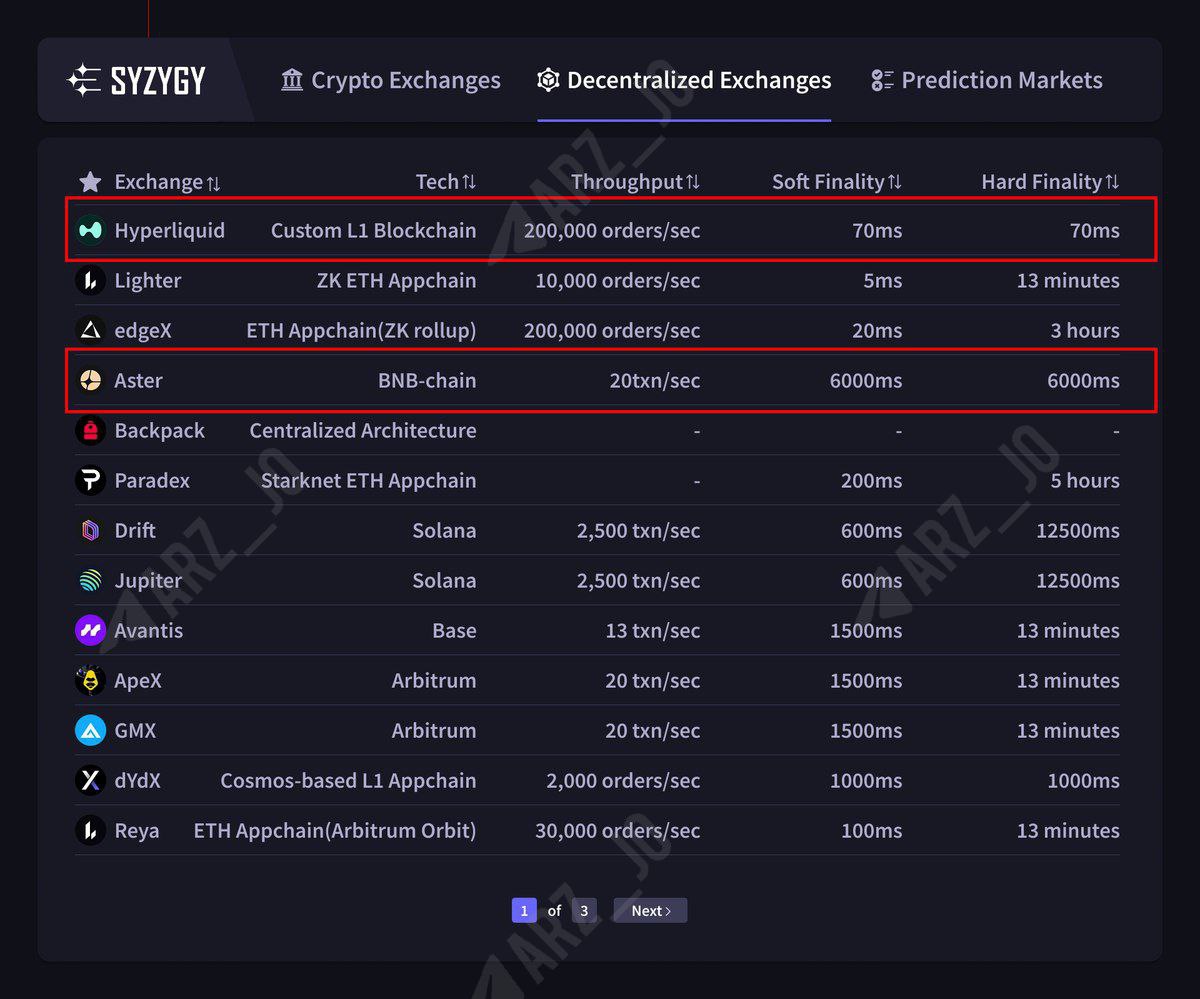 SYZYGY Crypto Exchanges Decentralized Exchanges Prediction Markets
Exchange Tech Throughput Soft Finality Hard Finality
Hyperliquid Custom L1 Blockchain 200,000 orders/sec 70ms 70ms
Lighter ZK ETH Appchain 10,000 orders/sec 5ms 13 minutes
edgeX ETH Appchain(ZK rollup) 200,000 orders/sec 20ms 3 hours
Aster BNB-chain 20txn/sec 6000ms 6000ms
Backpack Centralized Architecture - - -
Paradex Starknet ETH Appchain - 200ms 5 hours
Drift Solana 2,500 txn/sec 600ms 12500ms
Jupiter Solana 2,500 txn/sec 600ms 12500ms
Avantis Base 13 txn/sec 1500ms 13 minutes
ApeX Arbitrum 20 txn/sec 1500ms 13 minutes
GMX Arbitrum 20 txn/sec 1500ms 13 minutes
dYdX Cosmos-based L1 Appchain 2,000 orders/sec 1000ms 1000ms
Reya ETH Appchain(Arbitrum Orbit) 30,000 orders/sec 100ms 13 minutes
1 of 3 Next
ARZ_JO
ARZ_JO
ARZ_JO
ARZ_JO